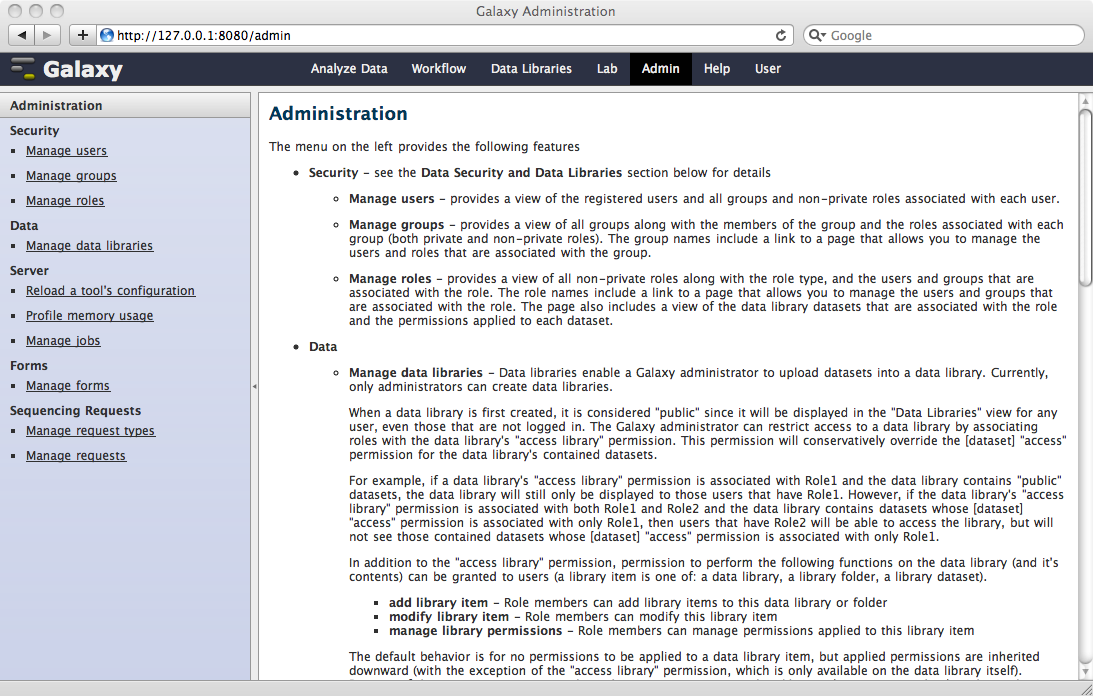 Galaxy Administration
http://127.0.0.1:8080/admin
Google
Galaxy
Analyze Data Workflow Data Libraries Lab Admin Help User
Administration
Security
Manage users
Manage groups
Manage roles
Data
Manage data libraries
Server
Reload a tool's configuration
Profile memory usage
Manage jobs
Forms
Manage forms
Sequencing Requests
Manage request types
Manage requests
Administration
The menu on the left provides the following features
• Security – see the Data Security and Data Libraries section below for details
Manage users – provides a view of the registered users and all groups and non-private roles associated with each user.
Manage groups – provides a view of all groups along with the members of the group and the roles associated with each
group (both private and non-private roles). The group names include a link to a page that allows you to manage the
users and roles that are associated with the group.
Manage roles – provides a view of all non-private roles along with the role type, and the users and groups that are
associated with the role. The role names include a link to a page that allows you to manage the users and groups that
are associated with the role. The page also includes a view of the data library datasets that are associated with the role
and the permissions applied to each dataset.
• Data
Manage data libraries – Data libraries enable a Galaxy administrator to upload datasets into a data library. Currently,
only administrators can create data libraries.
When a data library is first created, it is considered "public" since it will be displayed in the "Data Libraries" view for any
user, even those that are not logged in. The Galaxy administrator can restrict access to a data library by associating
roles with the data library's "access library" permission. This permission will conservatively override the [dataset] "access"
permission for the data library's contained datasets.
For example, if a data library's "access library" permission is associated with Role1 and the data library contains "public"
datasets, the data library will still only be displayed to those users that have Role1. However, if the data library's "access
library" permission is associated with both Role1 and Role2 and the data library contains datasets whose [dataset]
"access" permission is associated with only Role1, then users that have Role2 will be able to access the library, but will
not see those contained datasets whose [dataset] "access" permission is associated with only Role1.
In addition to the "access library" permission, permission to perform the following functions on the data library (and it's
contents) can be granted to users (a library item is one of: a data library, a library folder, a library dataset).
add library item – Role members can add library items to this data library or folder
modify library item – Role members can modify this library item
manage library permissions – Role members can manage permissions applied to this library item
The default behavior is for no permissions to be applied to a data library item, but applied permissions are inherited
downward (with the exception of the "access library" permission, which is only available on the data library itself).